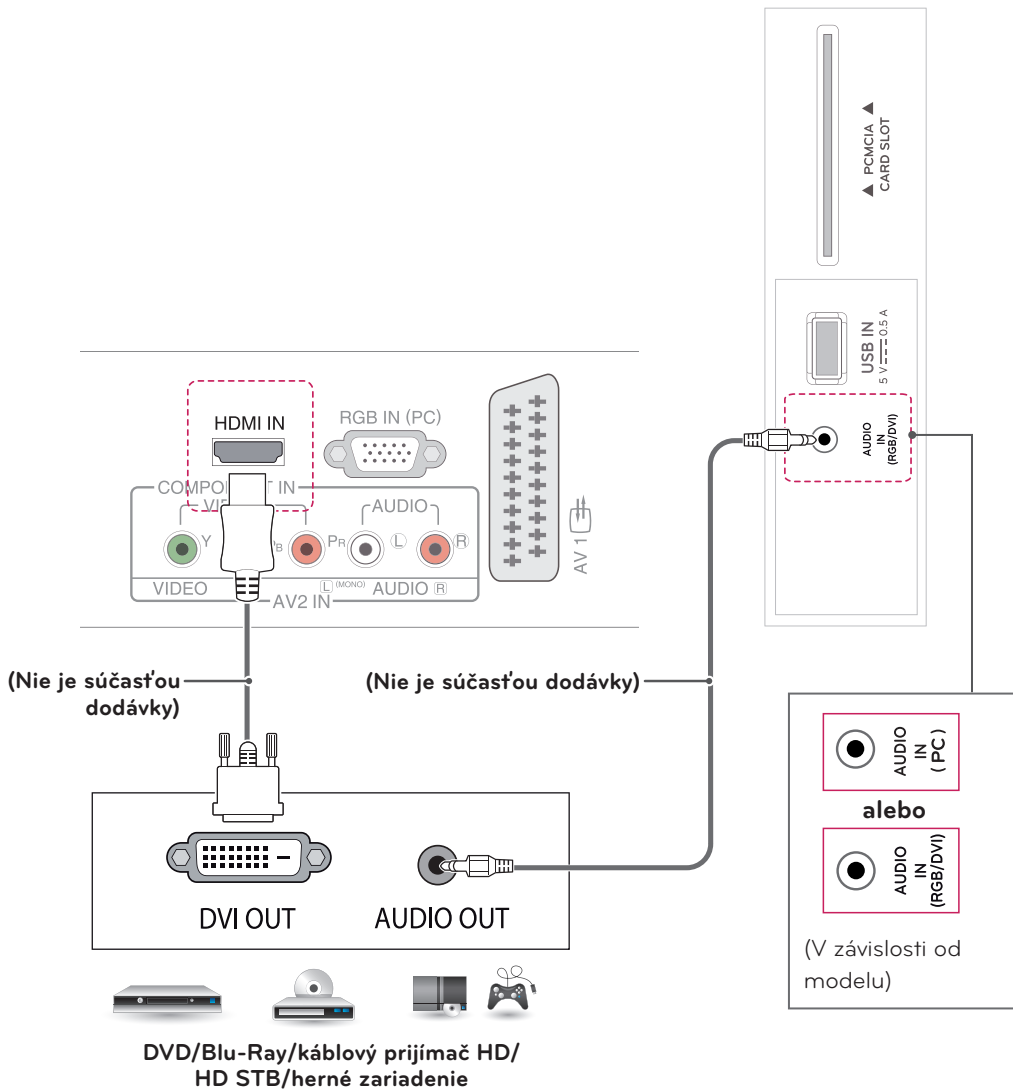 ▲ PCMCIA ▲
CARD SLOT
USB IN
5 V 0.5 A
AUDIO
IN
(RGB/DVI)
HDMI IN
RGB IN (PC)
AV 1
COMPO T IN
VI
AUDIO
Y
B
PR
L
R
VIDEO
L (MONO) AUDIO R
AV2 IN
(Nie je súčasťou
dodávky)
(Nie je súčasťou dodávky)
AUDIO
IN
(PC)
alebo
AUDIO
IN
(RGB/DVI)
(V závislosti od
modelu)
DVI OUT
AUDIO OUT
DVD/Blu-Ray/káblový prijímač HD/
HD STB/herné zariadenie